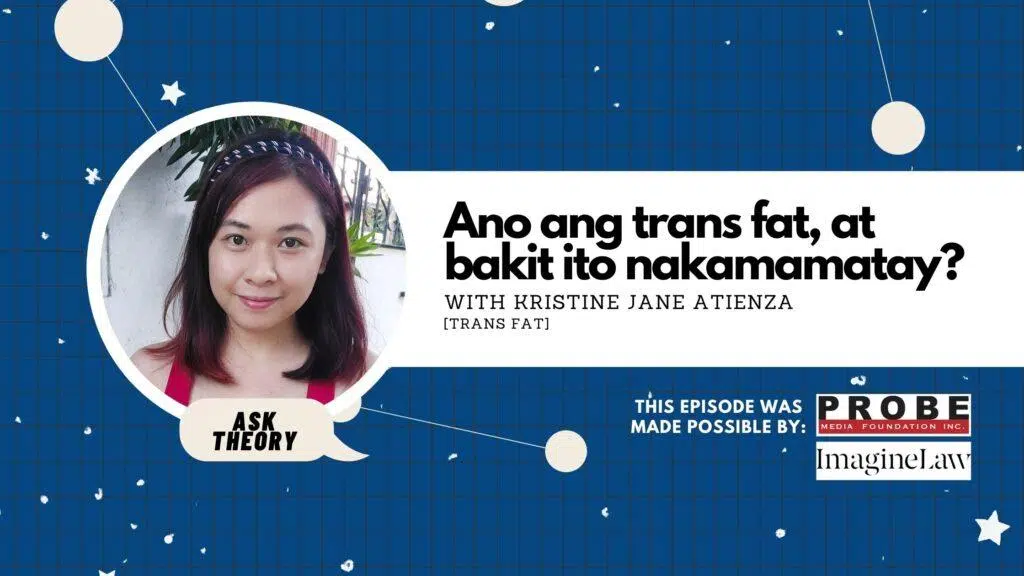 Ano ang trans fat, at
bakit ito nakamamatay?
WITH KRISTINE JANE ATIENZA
[TRANS FAT]
ASK
THEORY
THIS EPISODE WAS
MADE POSSIBLE BY:
PROBE
MEDIA FOUNDATION INC.
ImagineLaw